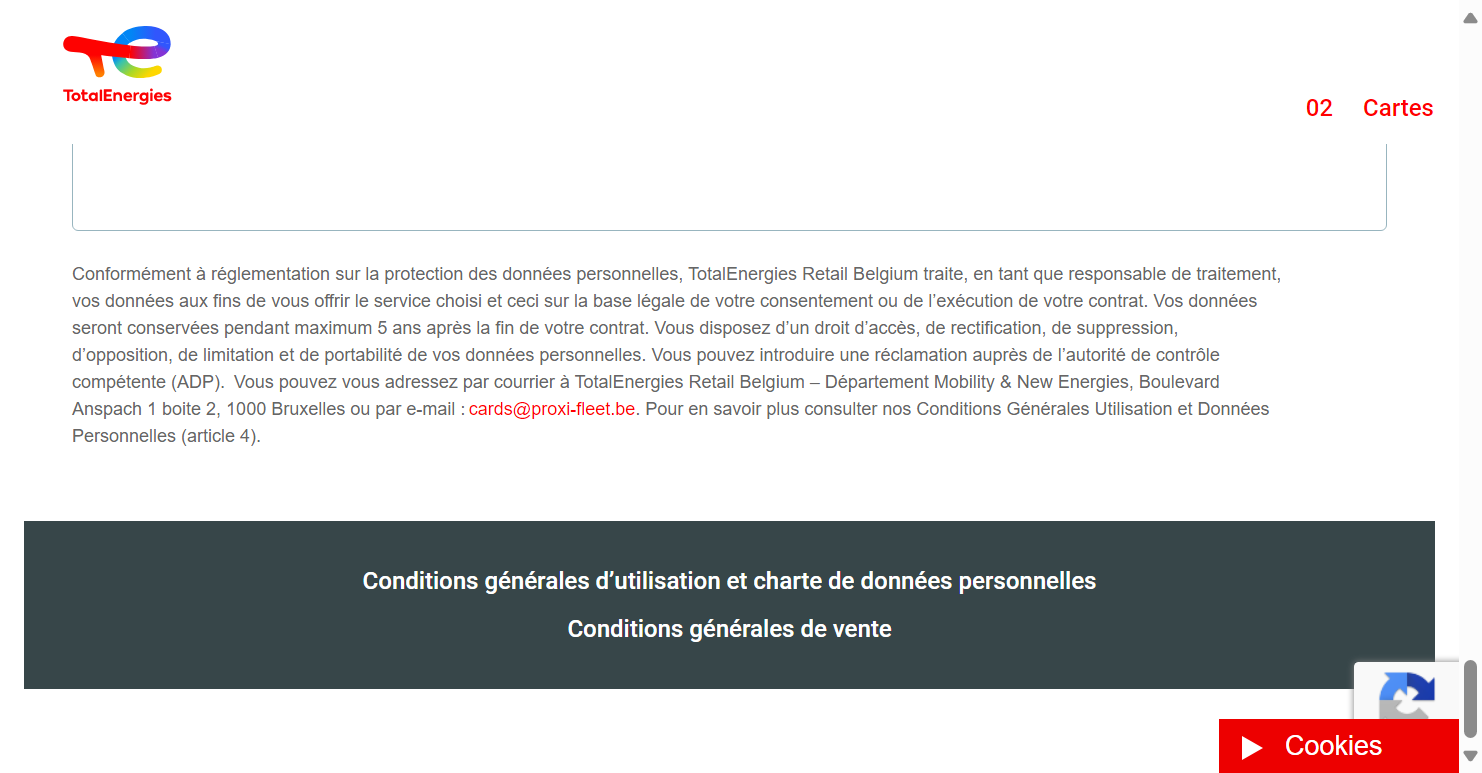 TotalEnergies
02 Cartes
Conformément à réglementation sur la protection des données personnelles, TotalEnergies Retail Belgium traite, en tant que responsable de traitement,
vos données aux fins de vous offrir le service choisi et ceci sur la base légale de votre consentement ou de l’exécution de votre contrat. Vos données
seront conservées pendant maximum 5 ans après la fin de votre contrat. Vous disposez d’un droit d’accès, de rectification, de suppression,
d’opposition, de limitation et de portabilité de vos données personnelles. Vous pouvez introduire une réclamation auprès de l’autorité de contrôle
compétente (ADP).  Vous pouvez vous adressez par courrier à TotalEnergies Retail Belgium – Département Mobility & New Energies, Boulevard
Anspach 1 boite 2, 1000 Bruxelles ou par e-mail : cards@proxi-fleet.be. Pour en savoir plus consulter nos Conditions Générales Utilisation et Données
Personnelles (article 4).
Conditions générales d’utilisation et charte de données personnelles
Conditions générales de vente
Cookies